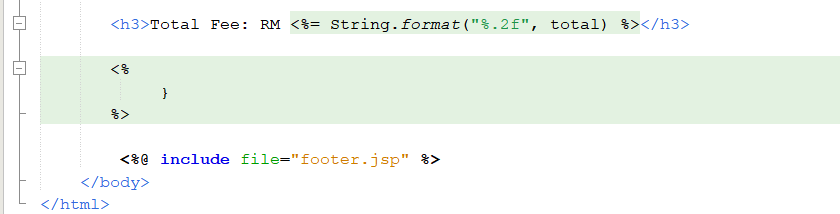 <h3>Total Fee: RM <%= String.format("%.2f", total) %></h3>
<%
}
%>
<%@ include file="footer.jsp" %>
</body>
</html>